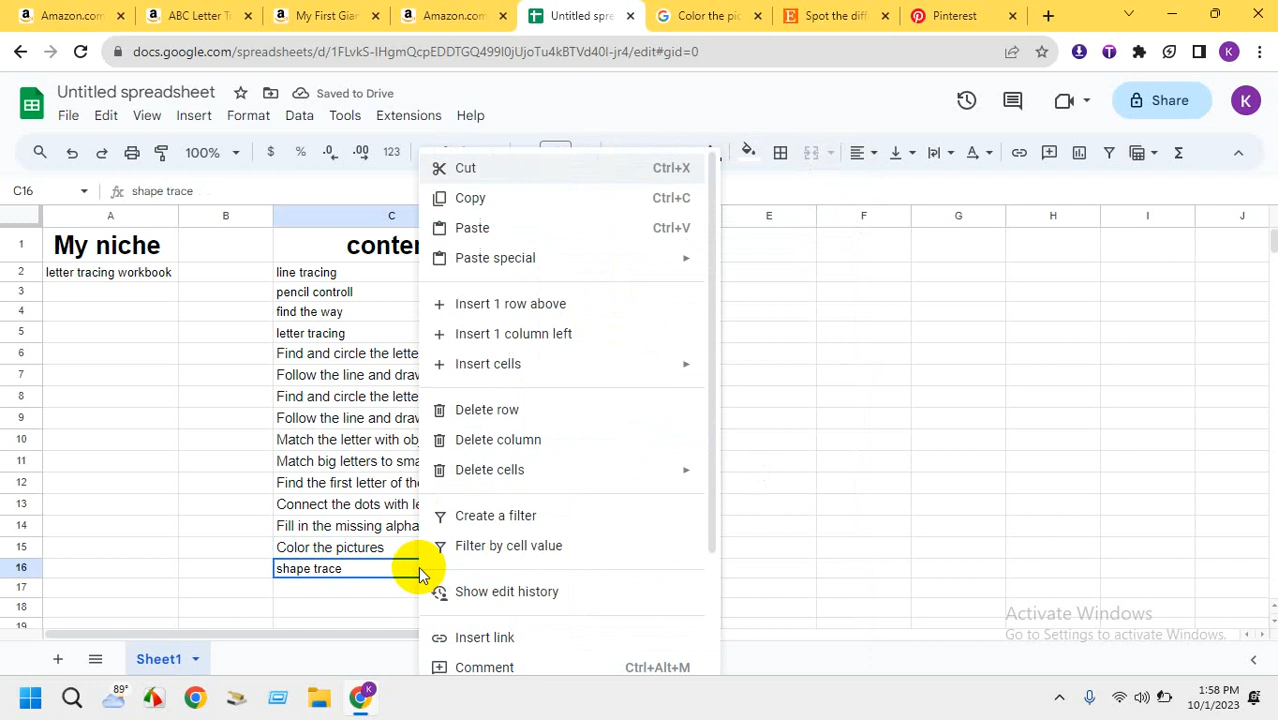 Amazon.com
ABC Letter T
My First Gian
Amazon.com
Untitled spre
Color the pic
Spot the diff
Pinterest
docs.google.com/spreadsheets/d/1FLvkS-IHgmQcpEDDTGQ499I0jUjoTu4kBTVd40I-jr4/edit#gid=0
K
Untitled spreadsheet
Saved to Drive
Share
K
File Edit View Insert Format Data Tools Extensions Help
100% $ % .0 .00 123
C16 shape trace
A B C E F G H I J
1 My niche conten
2 letter tracing workbook line tracing
3 pencil controll
4 find the way
5 letter tracing
6 Find and circle the lette
7 Follow the line and draw
8 Find and circle the lette
9 Follow the line and draw
10 Match the letter with obj
11 Match big letters to sma
12 Find the first letter of the
13 Connect the dots with le
14 Fill in the missing alpha
15 Color the pictures
16 shape trace
17
18
19
Cut Ctrl+X
Copy Ctrl+C
Paste Ctrl+V
Paste special
Insert 1 row above
Insert 1 column left
Insert cells
Delete row
Delete column
Delete cells
Create a filter
Filter by cell value
Show edit history
Insert link
Comment Ctrl+Alt+M
Activate Windows
Go to Settings to activate Windows.
Sheet1
89°
K
1:58 PM
10/1/2023